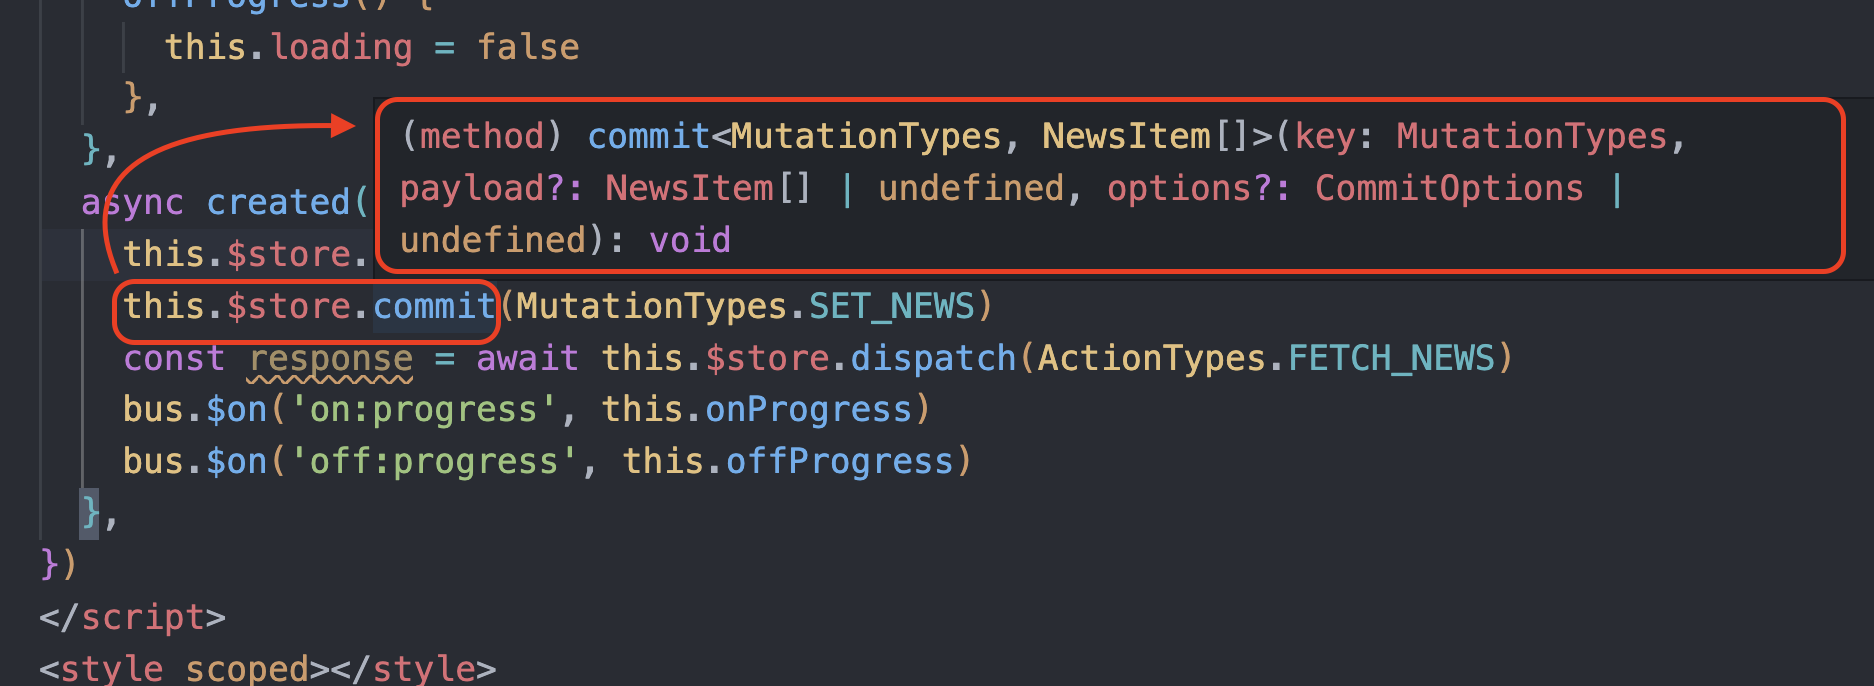 offProgress() {
this.loading = false
},
},
(method) commit<MutationTypes, NewsItem[]>(key: MutationTypes,
payload?: NewsItem[] | undefined, options?: CommitOptions |
undefined): void
async created(
this.$store.
this.$store.commit(MutationTypes.SET_NEWS)
const response = await this.$store.dispatch(ActionTypes.FETCH_NEWS)
bus.$on('on:progress', this.onProgress)
bus.$on('off:progress', this.offProgress)
},
})
</script>
<style scoped></style>